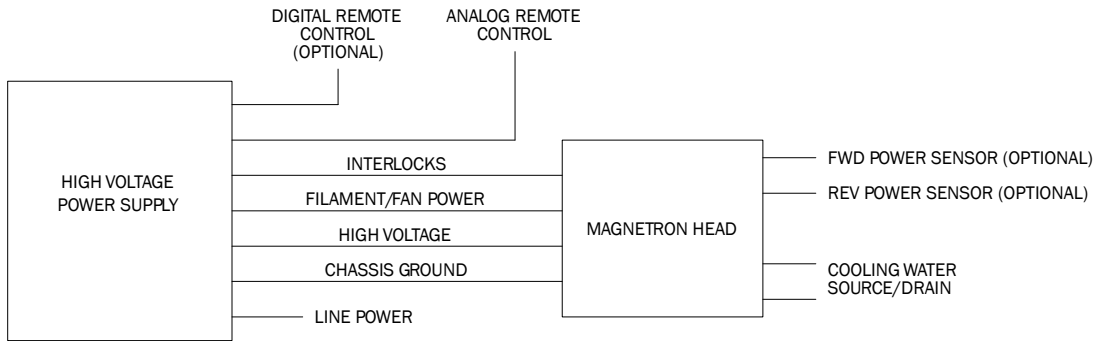 DIGITAL REMOTE
CONTROL
(OPTIONAL)
ANALOG REMOTE
CONTROL
HIGH VOLTAGE
POWER SUPPLY
INTERLOCKS
FILAMENT/FAN POWER
HIGH VOLTAGE
CHASSIS GROUND
LINE POWER
MAGNETRON HEAD
FWD POWER SENSOR (OPTIONAL)
REV POWER SENSOR (OPTIONAL)
COOLING WATER
SOURCE/DRAIN